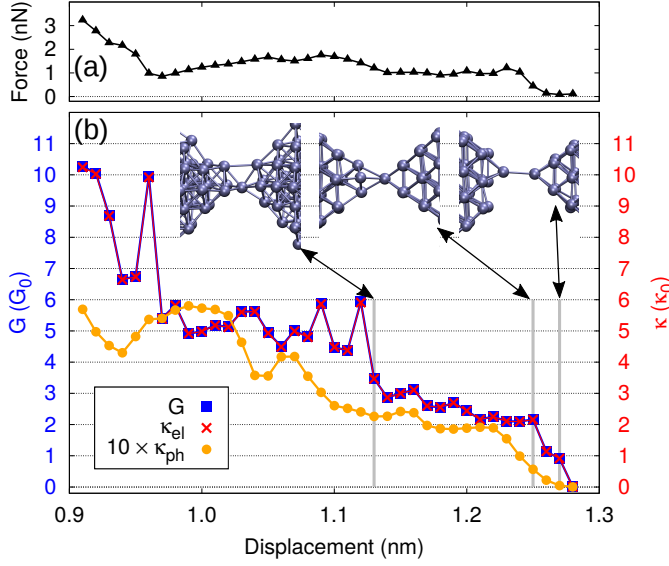 Force (nN)
3
2
1
0
(a)
(b)
G (G0)
11
10
9
8
7
6
5
4
3
2
1
0
κ (κ0)
11
10
9
8
7
6
5
4
3
2
1
0
G
κel
10 × κph
0.9 1.0 1.1 1.2 1.3
Displacement (nm)